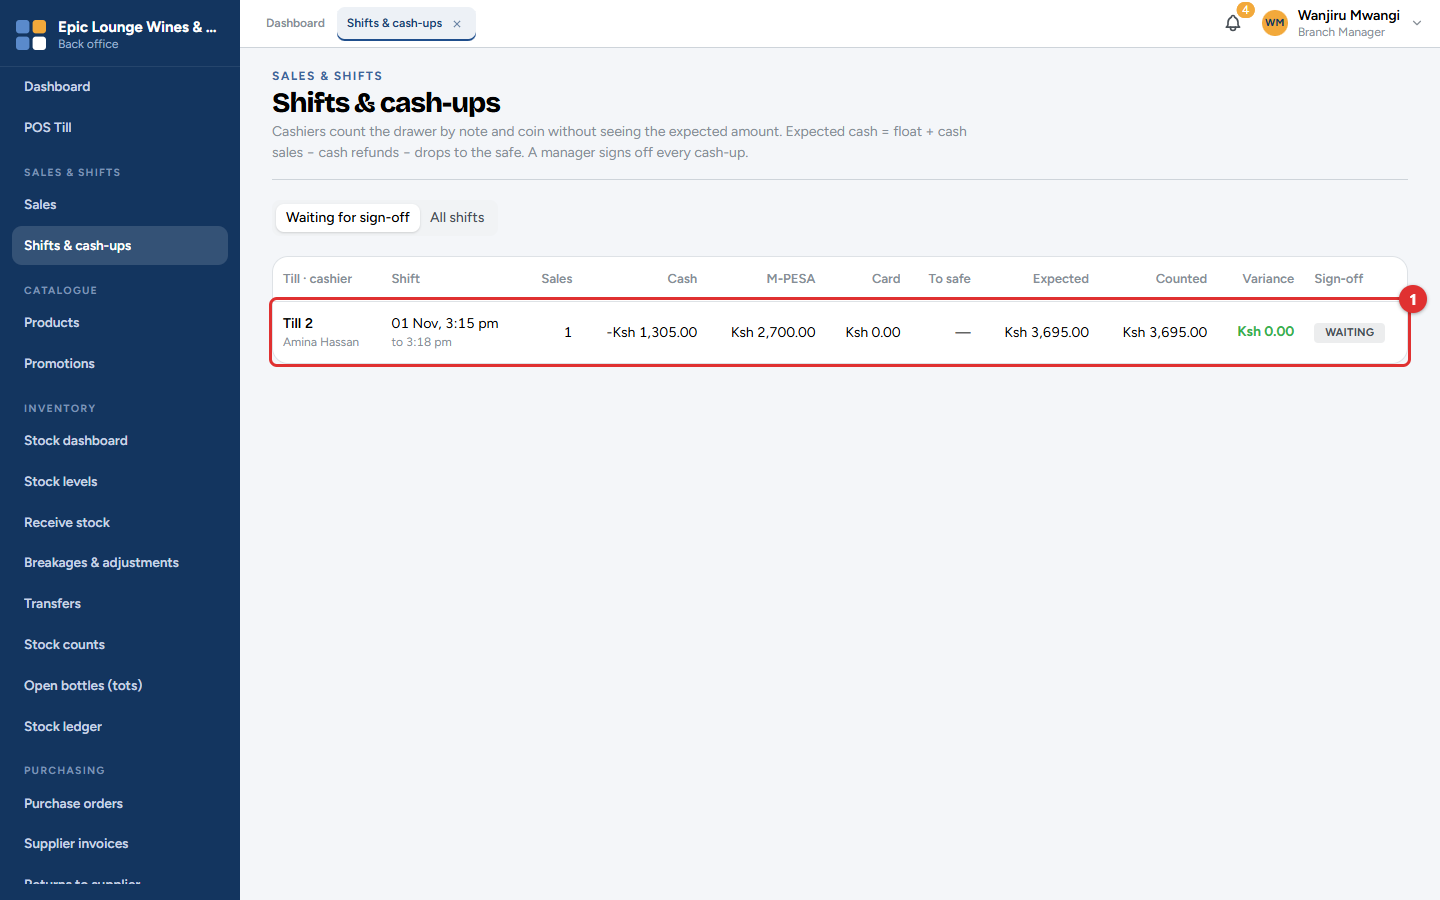 Epic Lounge Wines & ...
Back office
Dashboard
POS Till
SALES & SHIFTS
Sales
Shifts & cash-ups
CATALOGUE
Products
Promotions
INVENTORY
Stock dashboard
Stock levels
Receive stock
Breakages & adjustments
Transfers
Stock counts
Open bottles (tots)
Stock ledger
PURCHASING
Purchase orders
Supplier invoices
Returns to supplier
Dashboard
Shifts & cash-ups ×
4
WM
Wanjiru Mwangi
Branch Manager
SALES & SHIFTS
Shifts & cash-ups
Cashiers count the drawer by note and coin without seeing the expected amount. Expected cash = float + cash
sales − cash refunds − drops to the safe. A manager signs off every cash-up.
Waiting for sign-off All shifts
Till · cashier Shift Sales Cash M-PESA Card To safe Expected Counted Variance Sign-off
1
Till 2 01 Nov, 3:15 pm 1 -Ksh 1,305.00 Ksh 2,700.00 Ksh 0.00 — Ksh 3,695.00 Ksh 3,695.00 Ksh 0.00 WAITING
Amina Hassan to 3:18 pm